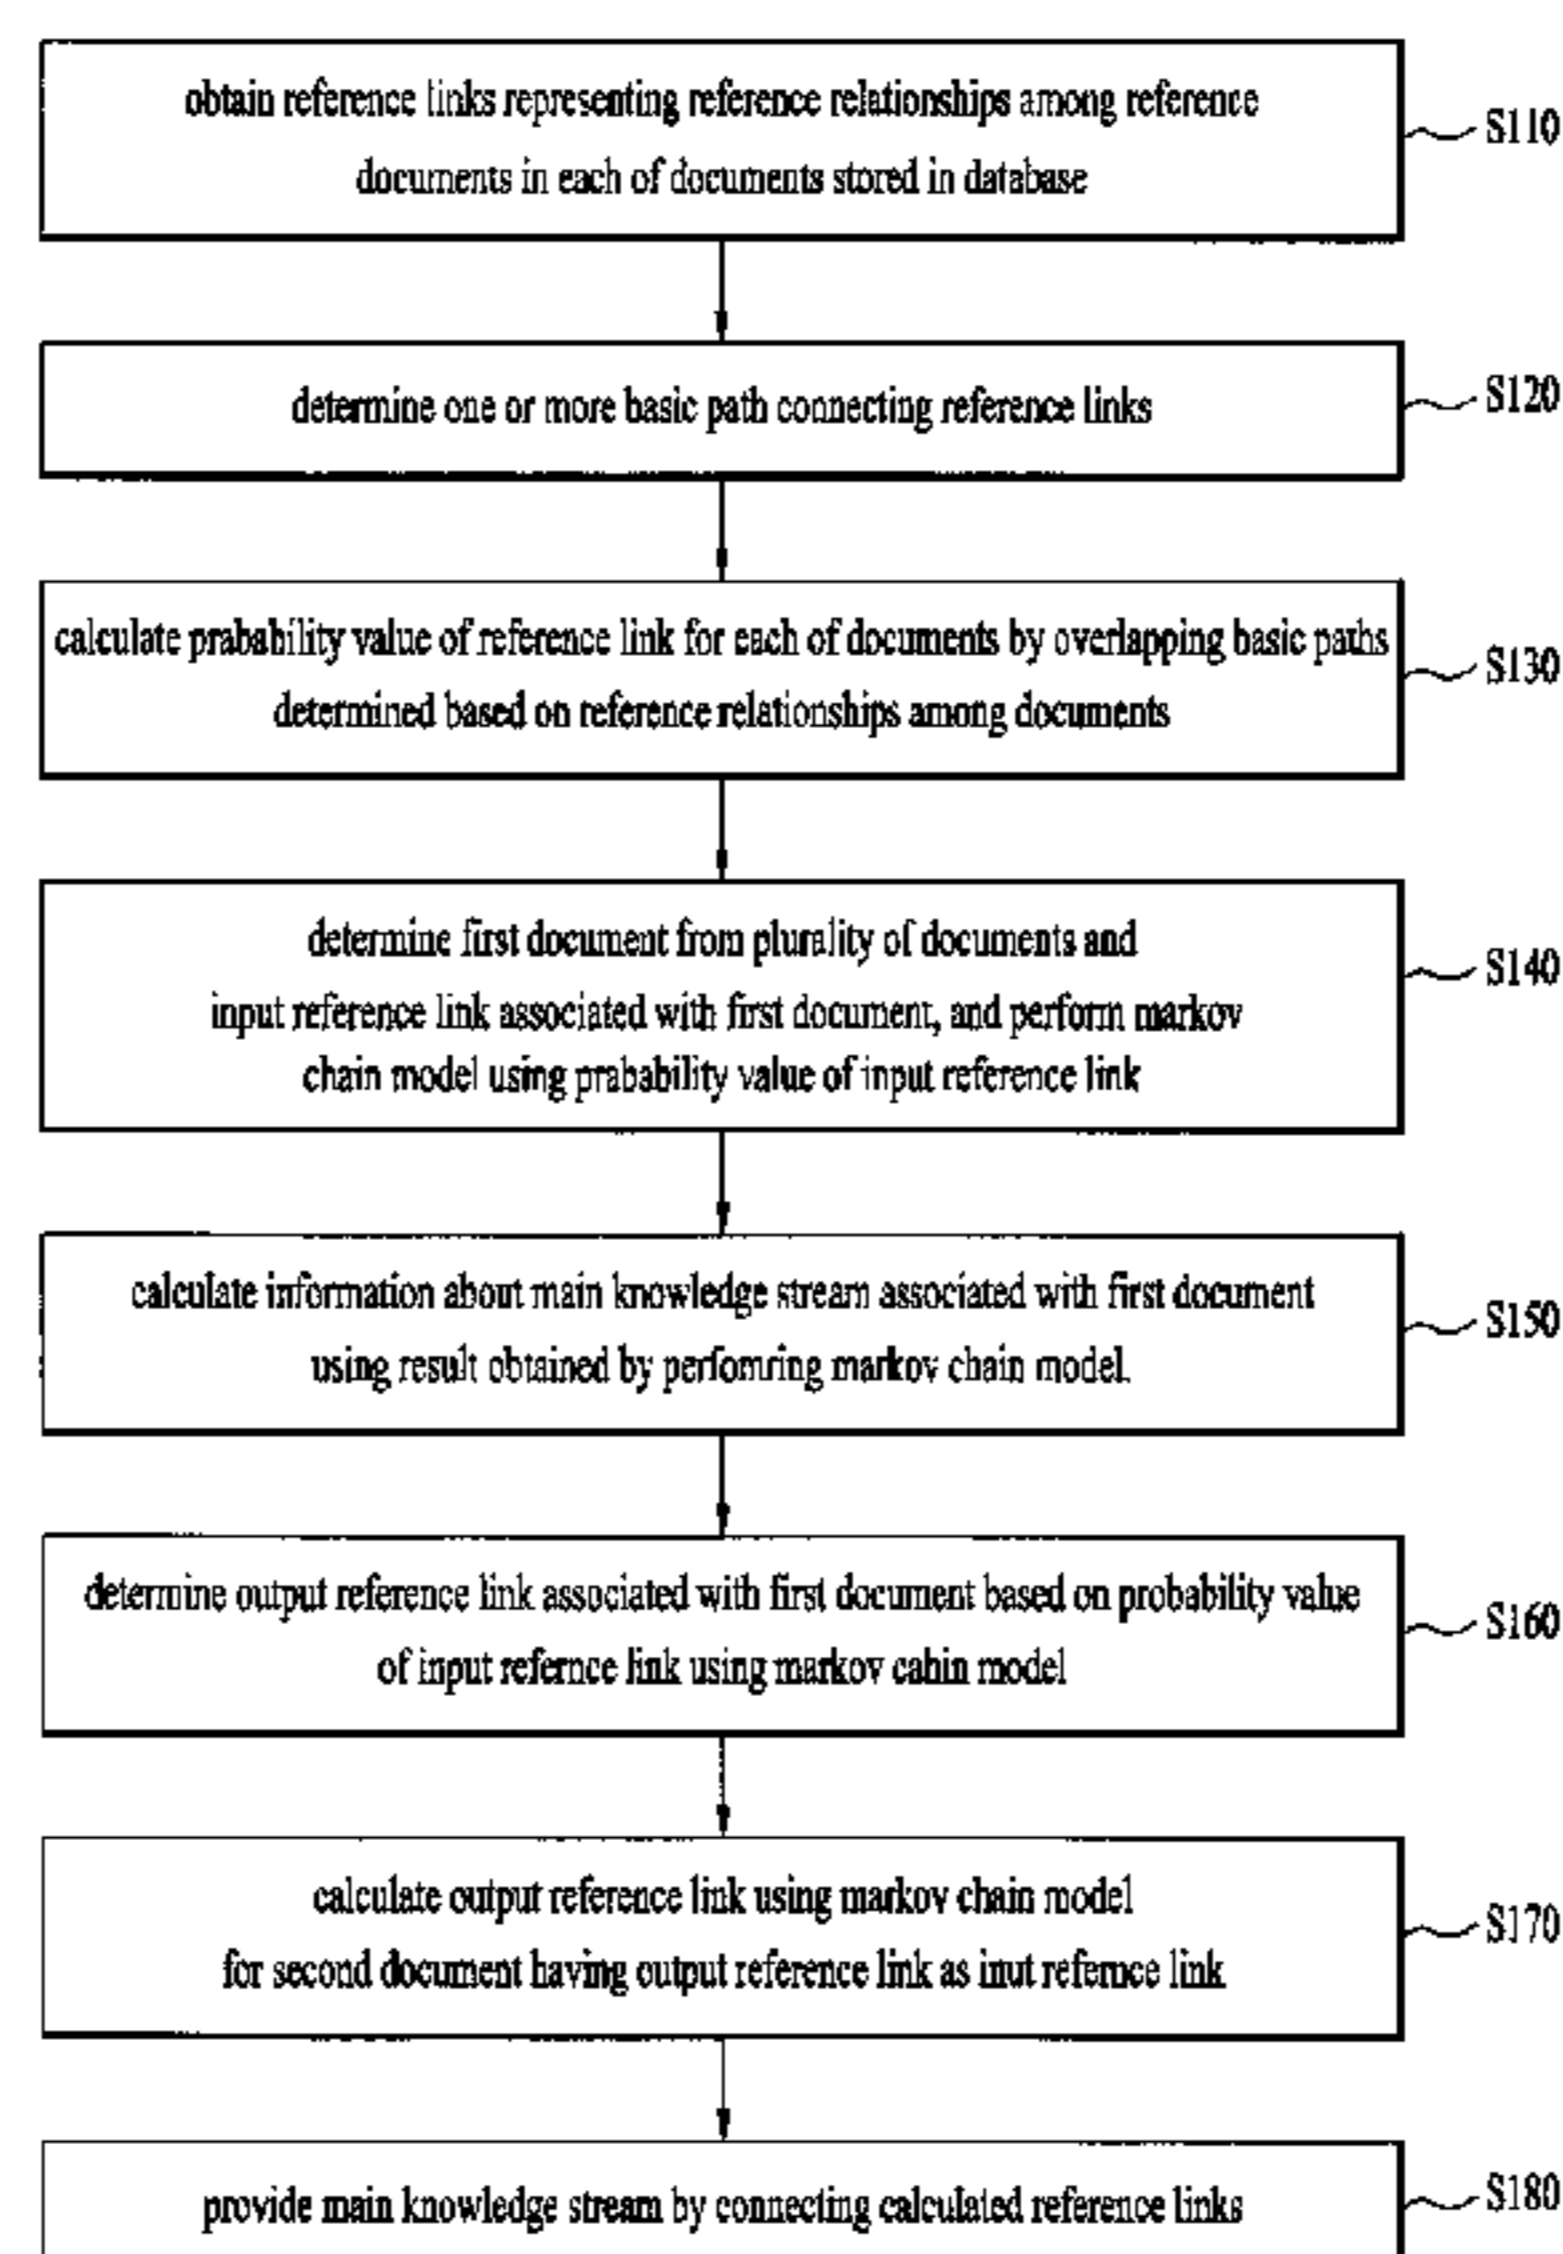 obtain reference links representing reference relationships among reference
documents in each of documents stored in database
S110
determine one or more basic path connecting reference links
S120
calculate prabability value of reference link for each of documents by overlapping basic paths
determined based on reference relationships among documents
S130
determine first document from plurality of documents and
input reference link associated with first document, and perform markov
chain model using prabability value of input reference link
S140
calculate information about main knowledge stream associated with first document
using result obtained by perfomring markov chain model.
S150
determine output reference link associated with first document based on probability value
of input refernce link using markov cahin model
S160
calculate output reference link using markov chain model
for second document having output reference link as inut refernce link
S170
provide main knowledge stream by connecting calculated reference links
S180